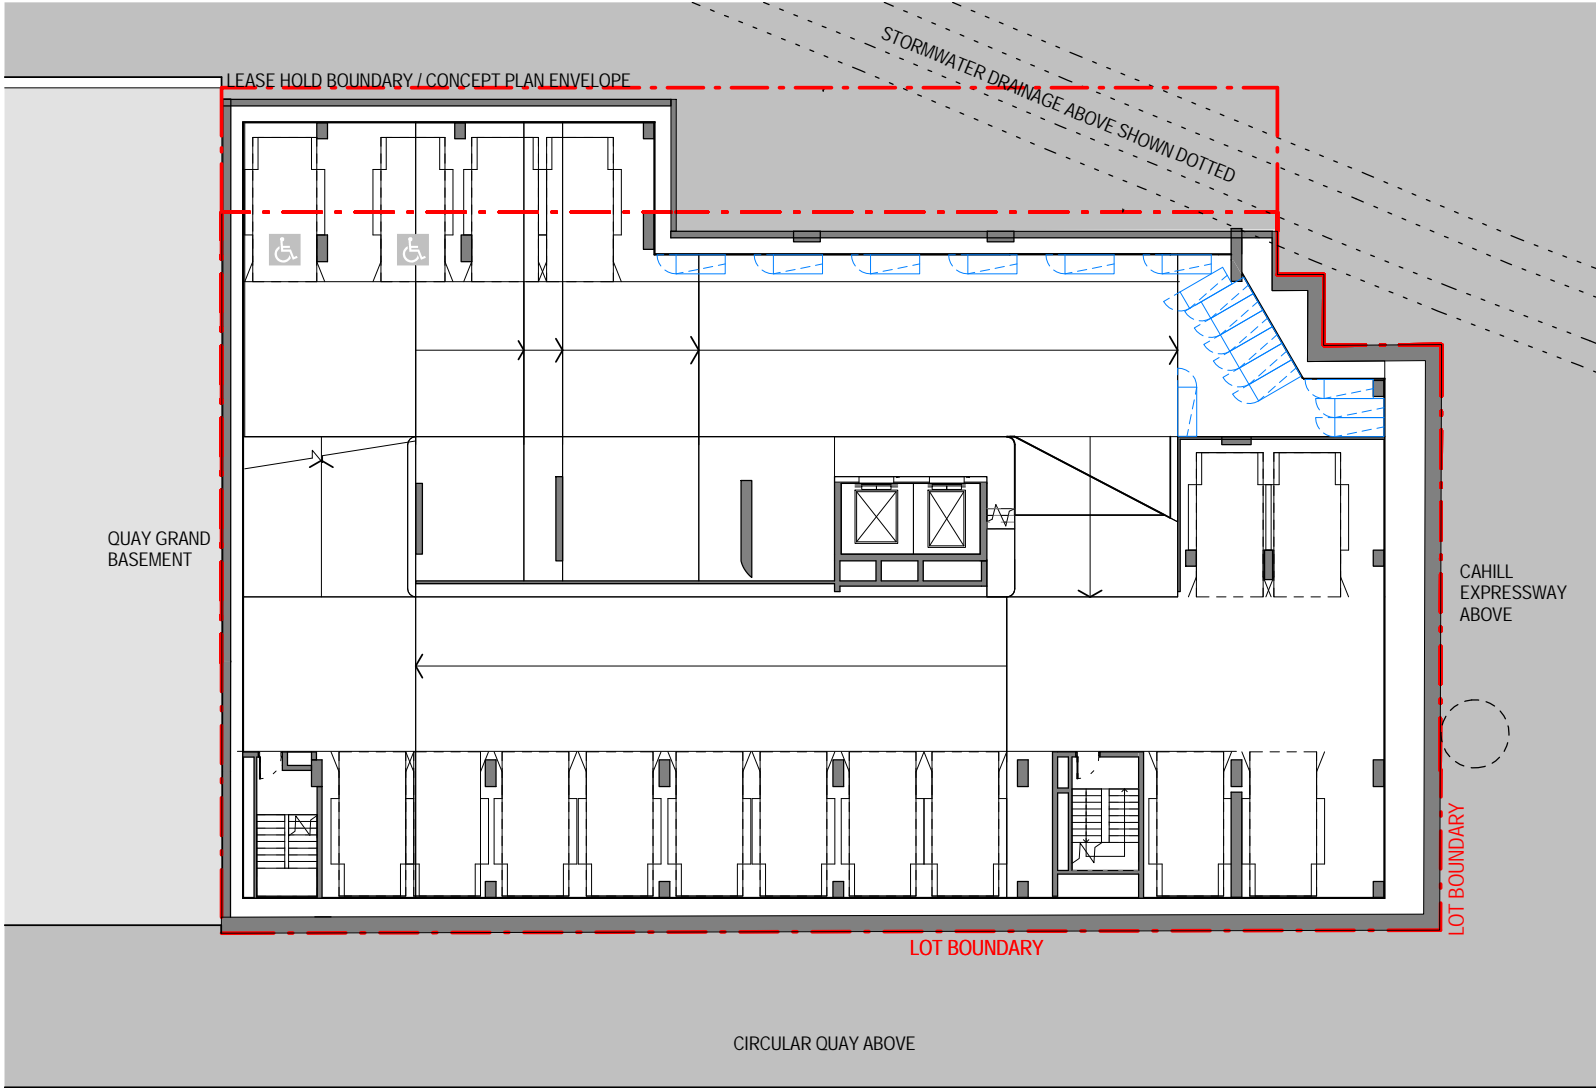 LEASE HOLD BOUNDARY / CONCEPT PLAN ENVELOPE
STORMWATER DRAINAGE ABOVE SHOWN DOTTED
QUAY GRAND
BASEMENT
CAHILL
EXPRESSWAY
ABOVE
LOT BOUNDARY
LOT BOUNDARY
CIRCULAR QUAY ABOVE